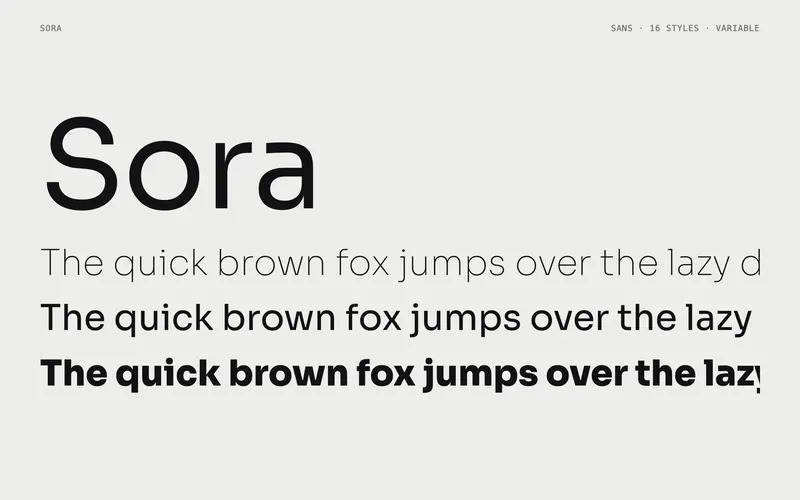 SORA
SANS · 16 STYLES · VARIABLE
Sora
The quick brown fox jumps over the lazy d
The quick brown fox jumps over the lazy
The quick brown fox jumps over the lazy